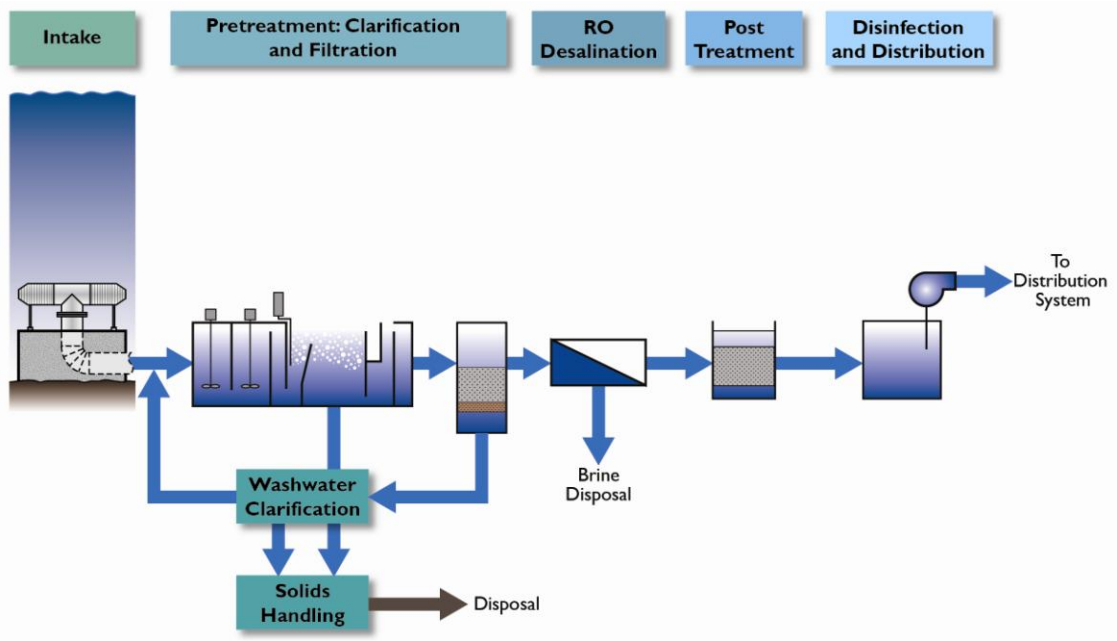 Intake
Pretreatment: Clarification
and Filtration
RO
Desalination
Post
Treatment
Disinfection
and Distribution
To
Distribution
System
Brine
Disposal
Washwater
Clarification
Solids
Handling
Disposal